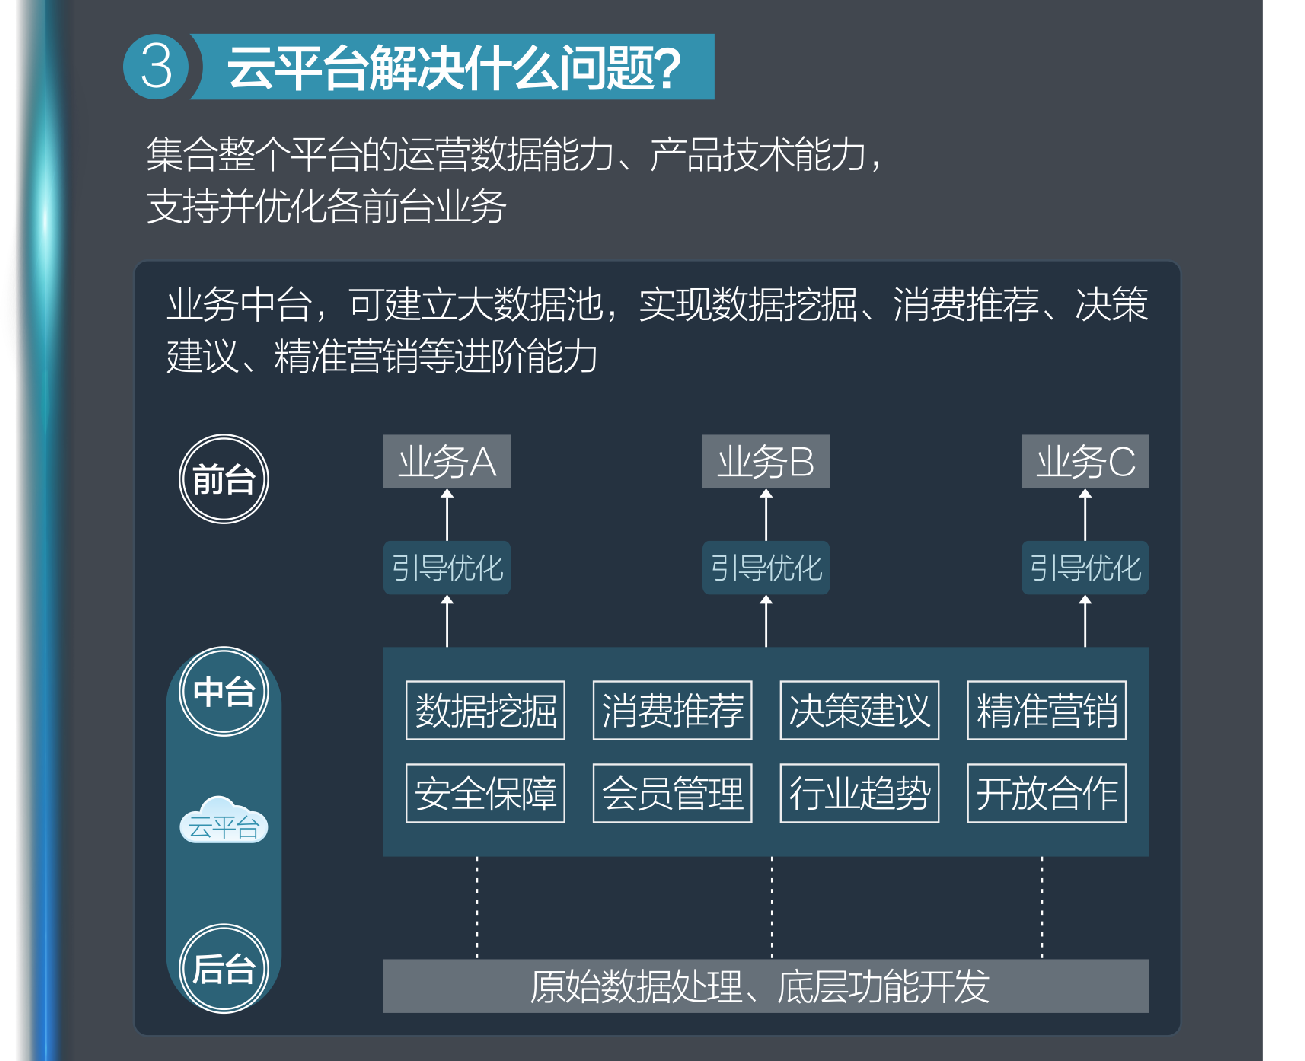 3 云平台解决什么问题?
集合整个平台的运营数据能力、产品技术能力，
支持并优化各前台业务
业务中台，可建立大数据池，实现数据挖掘、消费推荐、决策
建议、精准营销等进阶能力
前台
业务A 业务B 业务C
引导优化 引导优化 引导优化
中台
数据挖掘 消费推荐 决策建议 精准营销
安全保障 会员管理 行业趋势 开放合作
云平台
后台
原始数据处理、底层功能开发